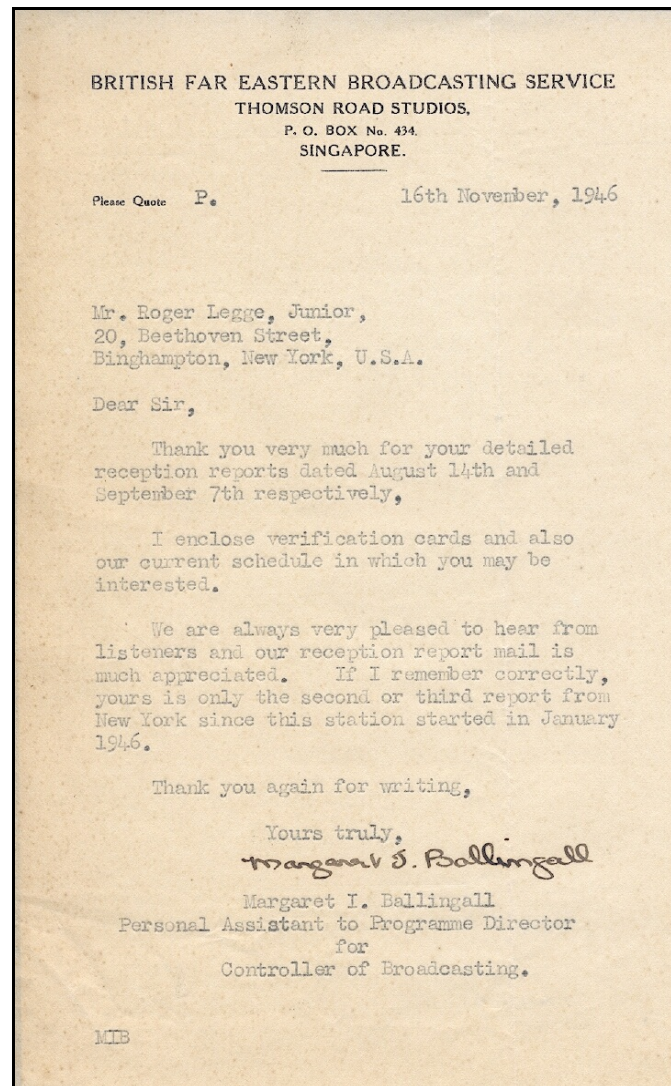 BRITISH FAR EASTERN BROADCASTING SERVICE
THOMSON ROAD STUDIOS,
P. O. BOX No. 434.
SINGAPORE.
Please Quote P. 16th November, 1946
Mr. Roger Legge, Junior,
20, Beethoven Street,
Binghampton, New York, U.S.A.
Dear Sir,
Thank you very much for your detailed
reception reports dated August 14th and
September 7th respectively,
I enclose verification cards and also
our current schedule in which you may be
interested.
We are always very pleased to hear from
listeners and our reception report mail is
much appreciated. If I remember correctly,
yours is only the second or third report from
New York since this station started in January
1946.
Thank you again for writing,
Yours truly,
Margaret I. Ballingall
Margaret I. Ballingall
Personal Assistant to Programme Director
for
Controller of Broadcasting.
MIB